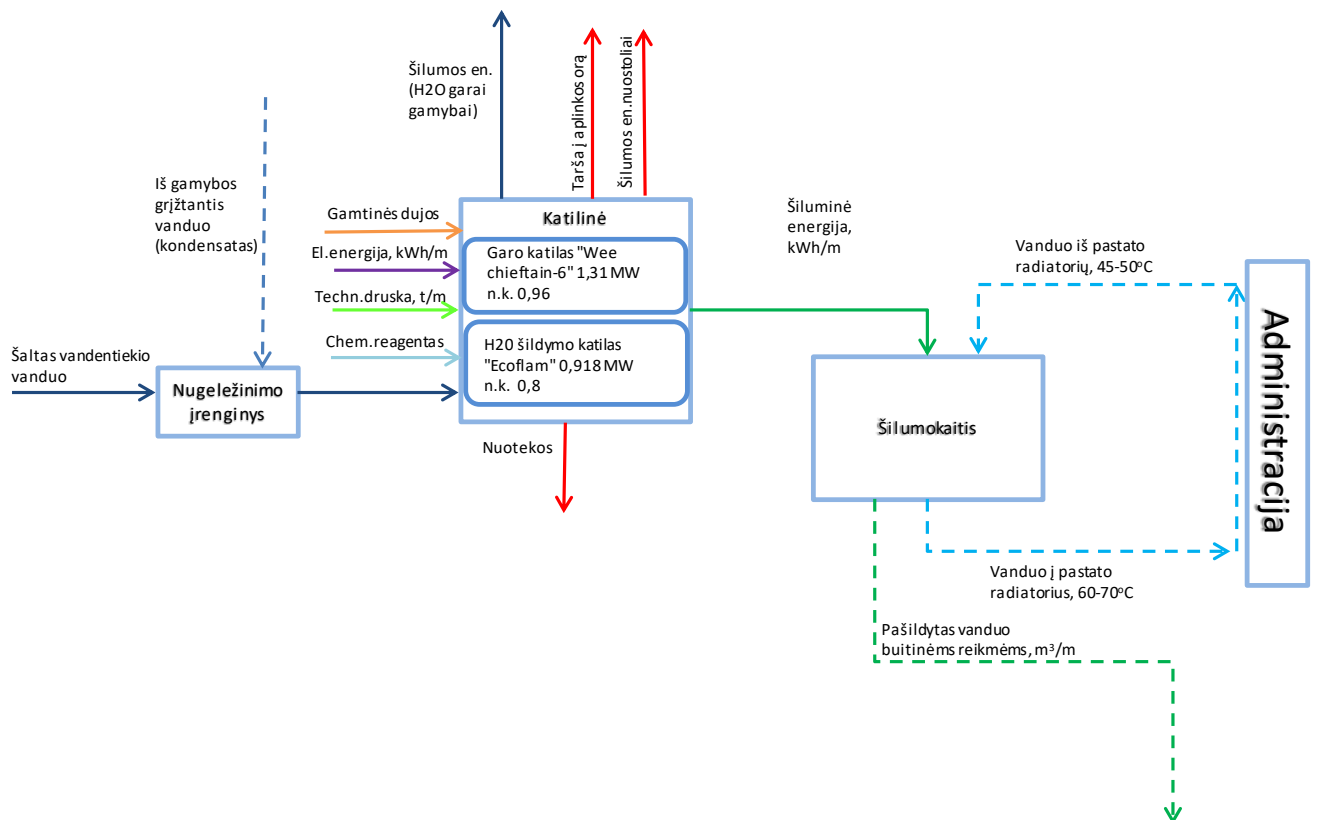 Šilumos en.
(H2O garai
gamybai)
Tarša į aplinkos orą
Šilumos en.nuostoliai
Iš gamybos
grįžtantis
vanduo
(kondensatas)
Gamtinės dujos
El.energija, kWh/m
Techn.druska, t/m
Chem.reagentas
Katilinė
Garo katilas "Wee
chieftain-6" 1,31 MW
n.k. 0,96
H20 šildymo katilas
"Ecoflam" 0,918 MW
n.k. 0,8
Šiluminė
energija,
kWh/m
Vanduo iš pastato
radiatorių, 45-50ºC
Administracija
Šaltas vandentiekio
vanduo
Nugeležinimo
įrenginys
Nuotekos
Šilumokaitis
Vanduo į pastato
radiatorius, 60-70ºC
Pašildytas vanduo
buitinėms reikmėms, m³/m